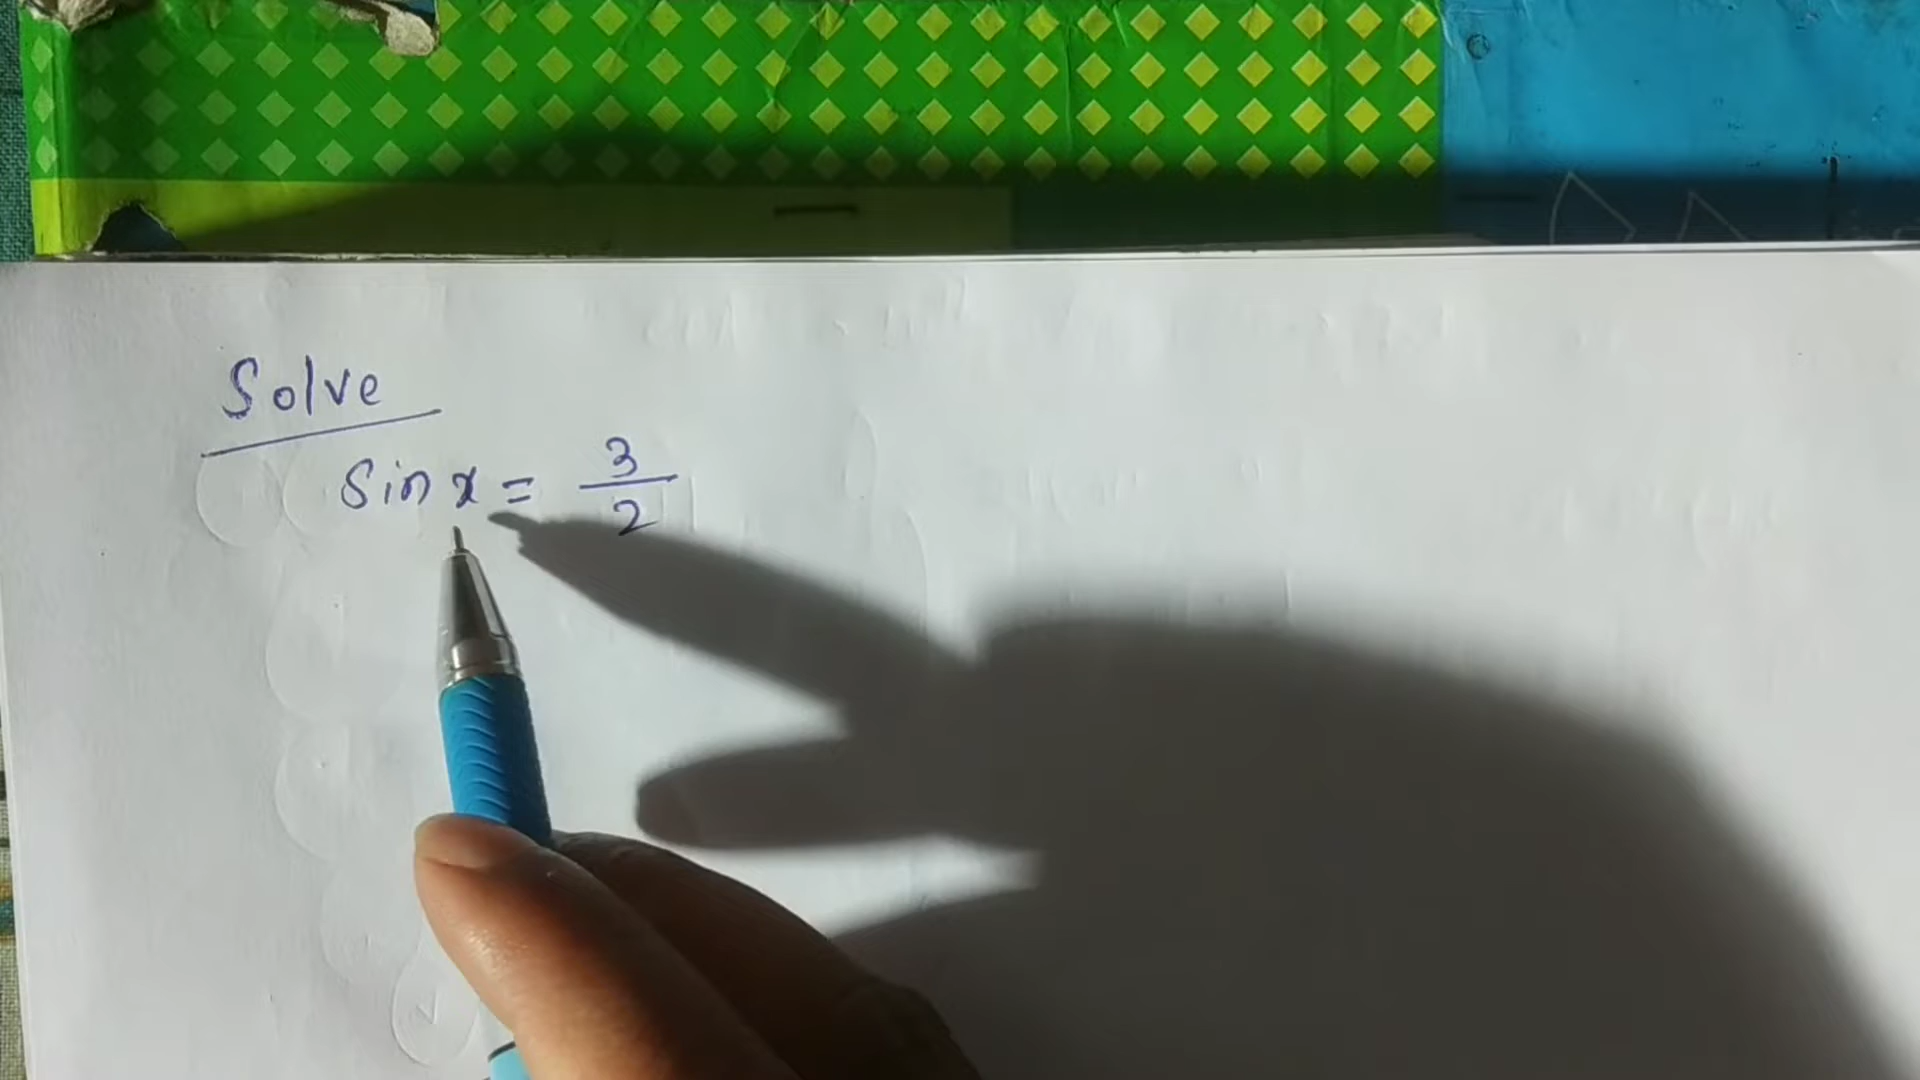 Solve
Sin x = 3/2